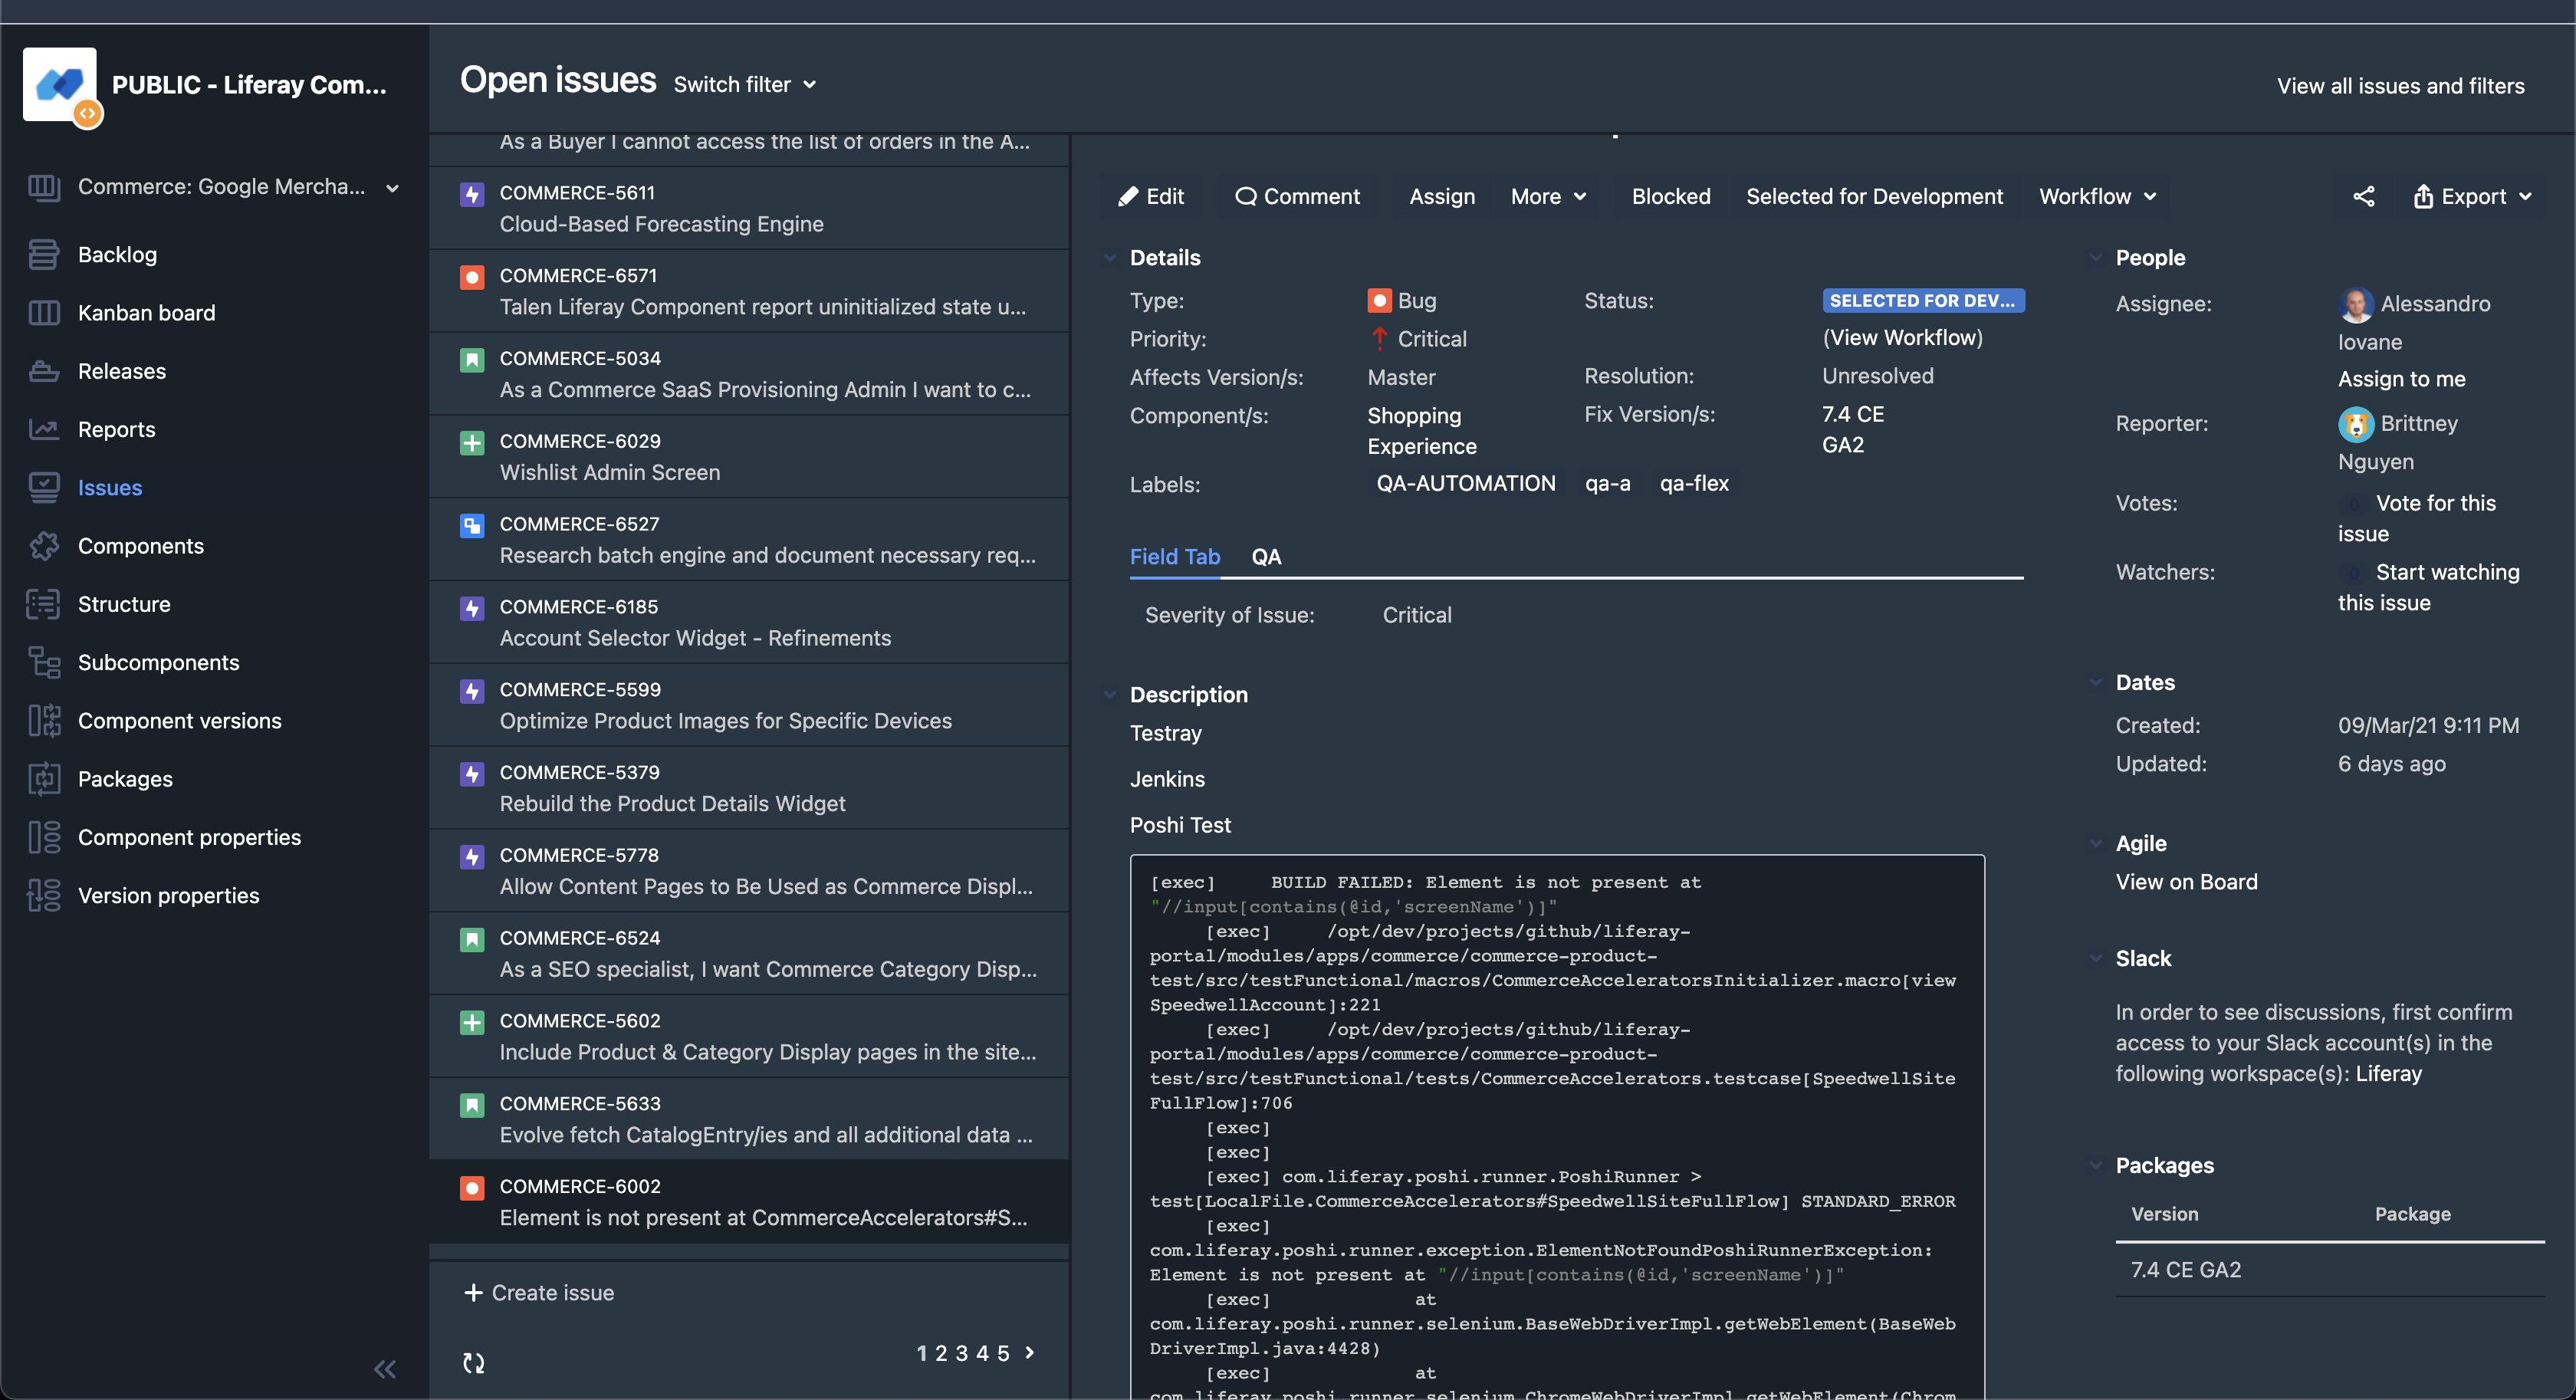 PUBLIC - Liferay Com...
Commerce: Google Mercha...
Backlog
Kanban board
Releases
Reports
Issues
Components
Structure
Subcomponents
Component versions
Packages
Component properties
Version properties
Open issues
Switch filter
View all issues and filters
As a Buyer I cannot access the list of orders in the A...
COMMERCE-5611
Cloud-Based Forecasting Engine
COMMERCE-6571
Talen Liferay Component report uninitialized state u...
COMMERCE-5034
As a Commerce SaaS Provisioning Admin I want to c...
COMMERCE-6029
Wishlist Admin Screen
COMMERCE-6527
Research batch engine and document necessary req...
COMMERCE-6185
Account Selector Widget - Refinements
COMMERCE-5599
Optimize Product Images for Specific Devices
COMMERCE-5379
Rebuild the Product Details Widget
COMMERCE-5778
Allow Content Pages to Be Used as Commerce Displ...
COMMERCE-6524
As a SEO specialist, I want Commerce Category Disp...
COMMERCE-5602
Include Product & Category Display pages in the site...
COMMERCE-5633
Evolve fetch CatalogEntry/ies and all additional data ...
COMMERCE-6002
Element is not present at CommerceAccelerators#S...
+ Create issue
1 2 3 4 5
Edit
Comment
Assign
More
Blocked
Selected for Development
Workflow
Export
Details
Type: Bug
Priority: Critical
Affects Version/s: Master
Component/s: Shopping
Experience
Labels: QA-AUTOMATION qa-a qa-flex
Status: SELECTED FOR DEV...
(View Workflow)
Resolution: Unresolved
Fix Version/s: 7.4 CE
GA2
Field Tab
QA
Severity of Issue: Critical
Description
Testray
Jenkins
Poshi Test
[exec] BUILD FAILED: Element is not present at
"//input[contains(@id,'screenName')]"
[exec] /opt/dev/projects/github/liferay-
portal/modules/apps/commerce/commerce-product-
test/src/testFunctional/macros/CommerceAcceleratorsInitializer.macro[view
SpeedwellAccount]:221
[exec] /opt/dev/projects/github/liferay-
portal/modules/apps/commerce/commerce-product-
test/src/testFunctional/tests/CommerceAccelerators.testcase[SpeedwellSite
FullFlow]:706
[exec]
[exec]
[exec] com.liferay.poshi.runner.PoshiRunner >
test[LocalFile.CommerceAccelerators#SpeedwellSiteFullFlow] STANDARD_ERROR
[exec]
com.liferay.poshi.runner.exception.ElementNotFoundPoshiRunnerException:
Element is not present at "//input[contains(@id,'screenName')]"
[exec] at
com.liferay.poshi.runner.selenium.BaseWebDriverImpl.getWebElement(BaseWeb
DriverImpl.java:4428)
[exec] at
com.liferay.poshi.runner.selenium.ChromeWebDriverImpl.getWebElement(Chrom
People
Assignee: Alessandro
Iovane
Assign to me
Reporter: Brittney
Nguyen
Votes: 0 Vote for this
issue
Watchers: 0 Start watching
this issue
Dates
Created: 09/Mar/21 9:11 PM
Updated: 6 days ago
Agile
View on Board
Slack
In order to see discussions, first confirm
access to your Slack account(s) in the
following workspace(s): Liferay
Packages
Version Package
7.4 CE GA2